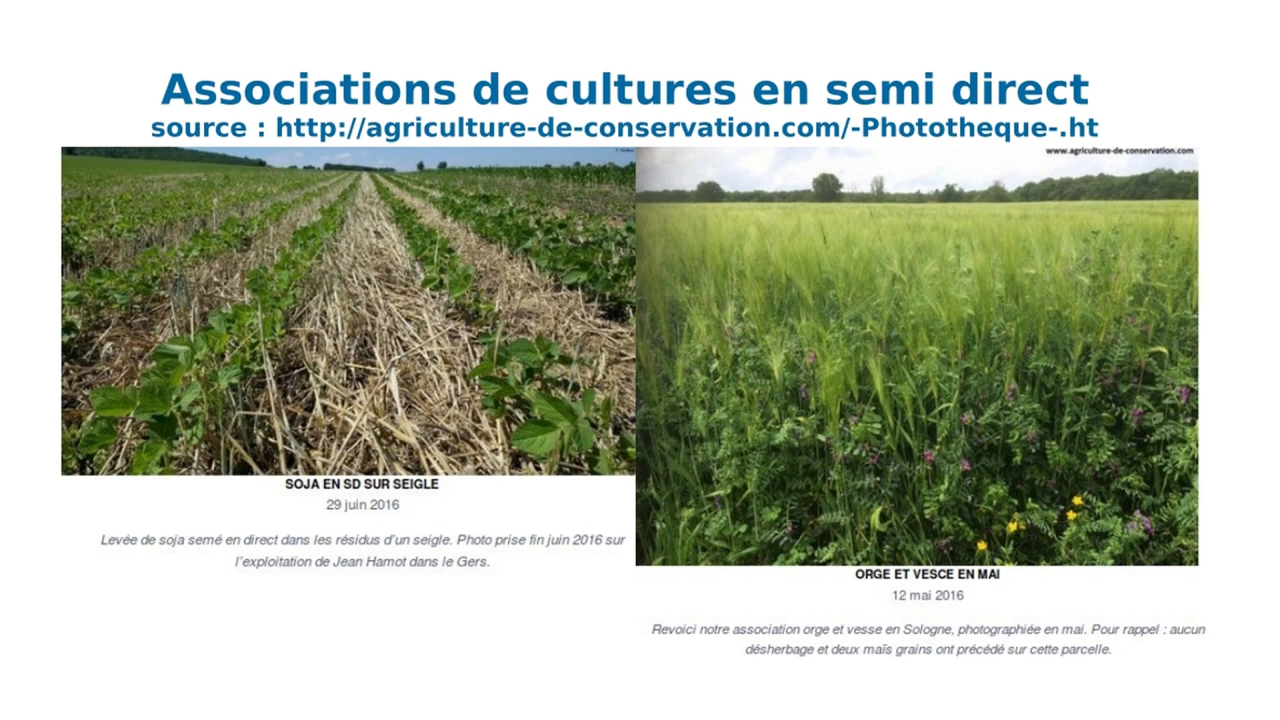 Associations de cultures en semi direct
source : http://agriculture-de-conservation.com/-Phototheque-.ht
www.agriculture-de-conservation.com
SOJA EN SD SUR SEIGLE
29 juin 2016
Levée de soja semé en direct dans les résidus d'un seigle. Photo prise fin juin 2016 sur
l'exploitation de Jean Hamot dans le Gers.
ORGE ET VESCE EN MAI
12 mai 2016
Revoici notre association orge et vesse en Sologne, photographiée en mai. Pour rappel : aucun
désherbage et deux maïs grains ont précédé sur cette parcelle.